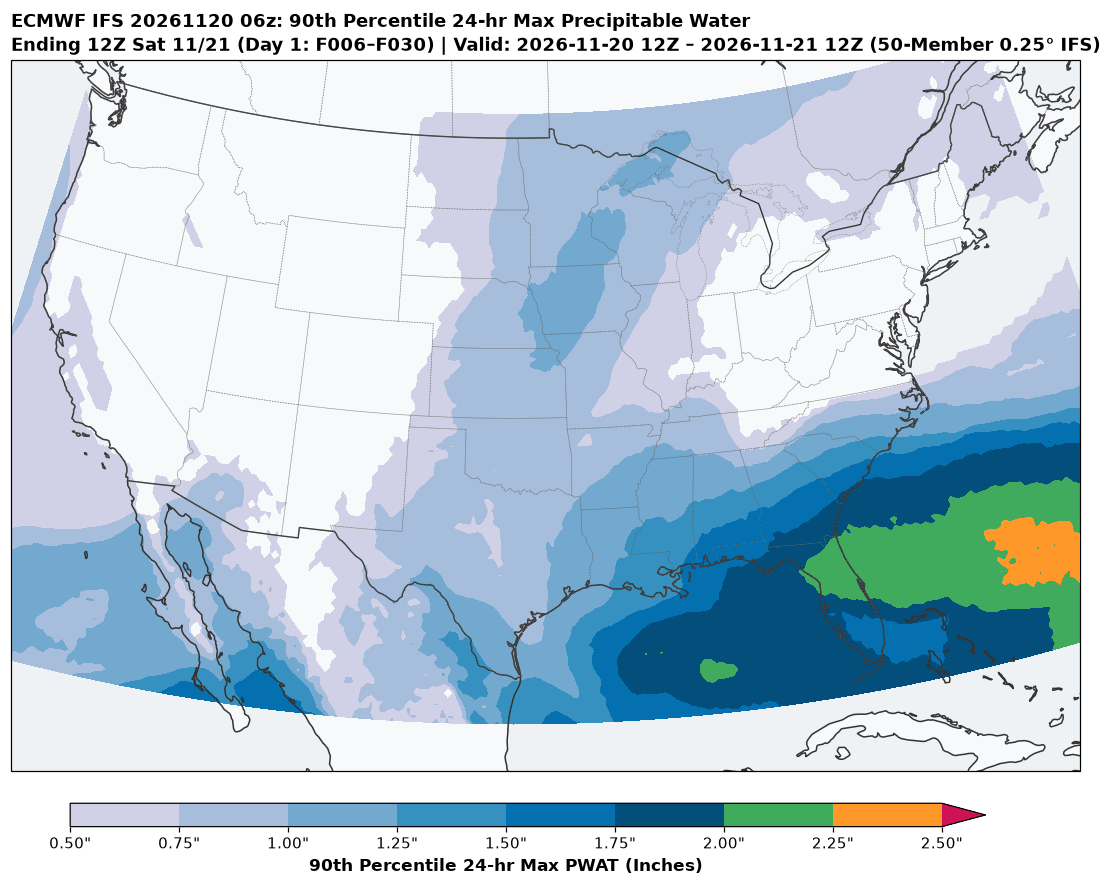 ECMWF IFS 20261120 06z: 90th Percentile 24-hr Max Precipitable Water
Ending 12Z Sat 11/21 (Day 1: F006–F030) | Valid: 2026-11-20 12Z – 2026-11-21 12Z (50-Member 0.25° IFS)
0.50" 0.75" 1.00" 1.25" 1.50" 1.75" 2.00" 2.25" 2.50"
90th Percentile 24-hr Max PWAT (Inches)